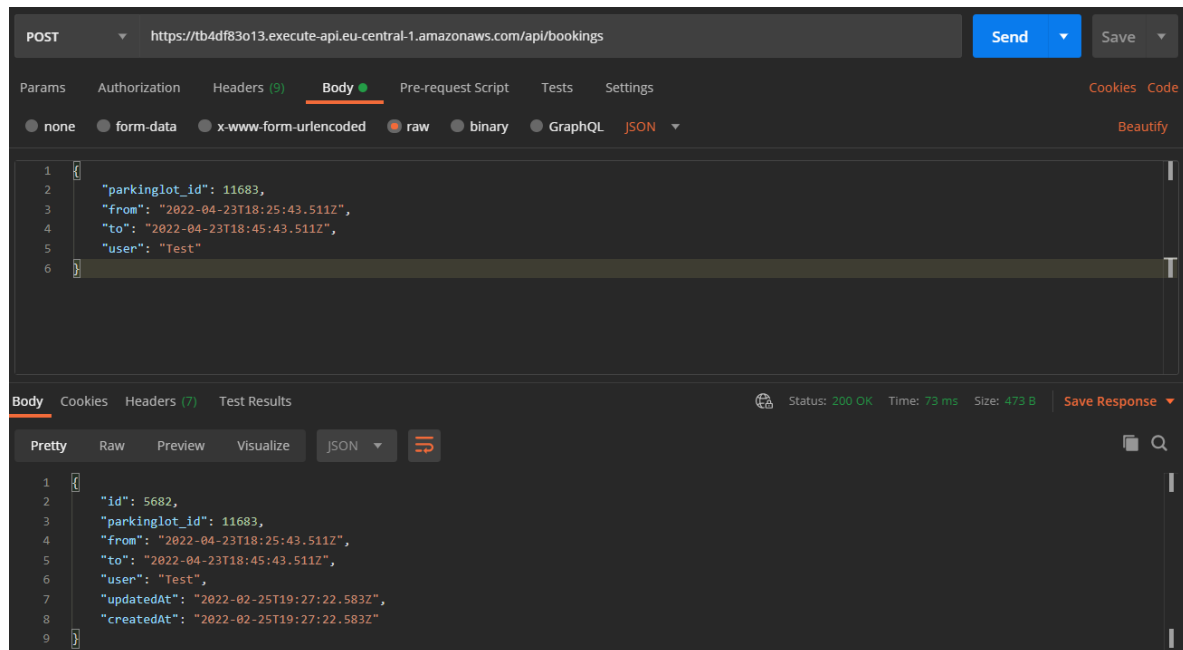 POST https://tb4df83o13.execute-api.eu-central-1.amazonaws.com/api/bookings Send Save
Params Authorization Headers (9) Body Pre-request Script Tests Settings Cookies Code
none form-data x-www-form-urlencoded raw binary GraphQL JSON Beautify
1 {
2 "parkinglot_id": 11683,
3 "from": "2022-04-23T18:25:43.511Z",
4 "to": "2022-04-23T18:45:43.511Z",
5 "user": "Test"
6 }
Body Cookies Headers (7) Test Results Status: 200 OK Time: 73 ms Size: 473 B Save Response
Pretty Raw Preview Visualize JSON
1 {
2 "id": 5682,
3 "parkinglot_id": 11683,
4 "from": "2022-04-23T18:25:43.511Z",
5 "to": "2022-04-23T18:45:43.511Z",
6 "user": "Test",
7 "updatedAt": "2022-02-25T19:27:22.583Z",
8 "createdAt": "2022-02-25T19:27:22.583Z"
9 }